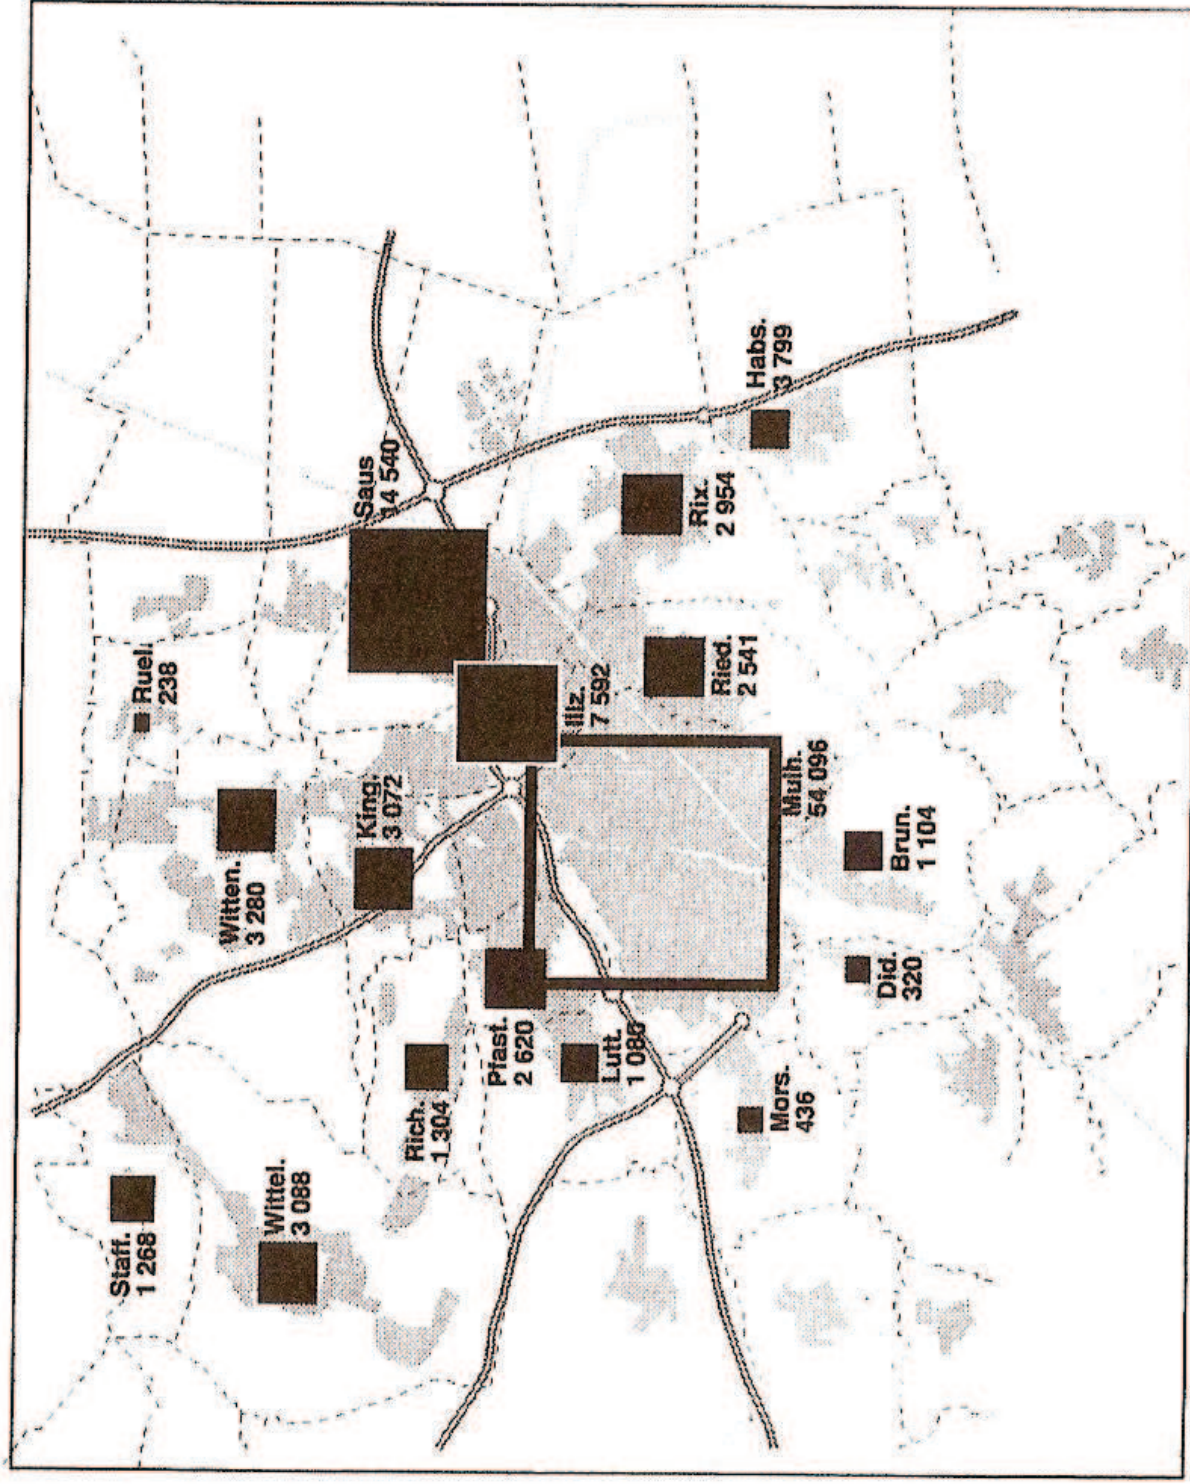 Staff.
1 268
Ruel.
238
Witten.
3 280
Wittel.
3 088
Saus
14 540
King.
3 072
Rich.
1 304
Pfast.
2 620
Illz.
7 592
Lutt.
1 086
Rix.
2 954
Ried.
2 541
Habs.
3 799
Mors.
436
Mulh.
54 096
Did.
320
Brun.
1 104